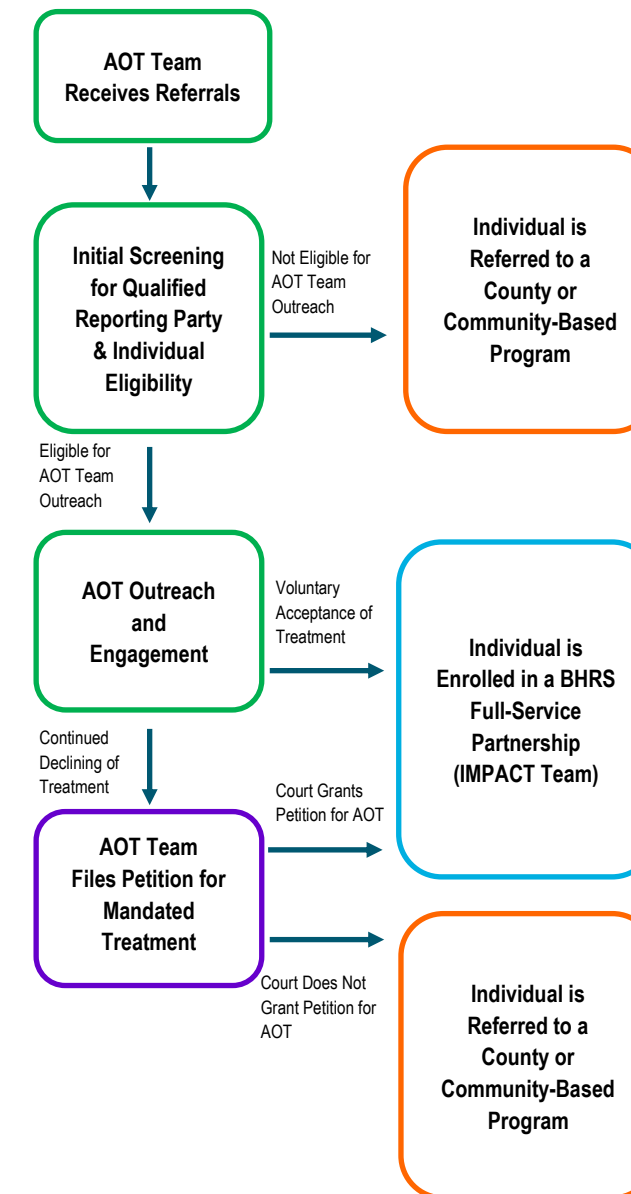 AOT Team
Receives Referrals
Initial Screening
for Qualified
Reporting Party
& Individual
Eligibility
Not Eligible for
AOT Team
Outreach
Individual is
Referred to a
County or
Community-Based
Program
Eligible for
AOT Team
Outreach
AOT Outreach
and
Engagement
Voluntary
Acceptance of
Treatment
Individual is
Enrolled in a BHRS
Full-Service
Partnership
(IMPACT Team)
Continued
Declining of
Treatment
Court Grants
Petition for AOT
AOT Team
Files Petition for
Mandated
Treatment
Court Does Not
Grant Petition for
AOT
Individual is
Referred to a
County or
Community-Based
Program